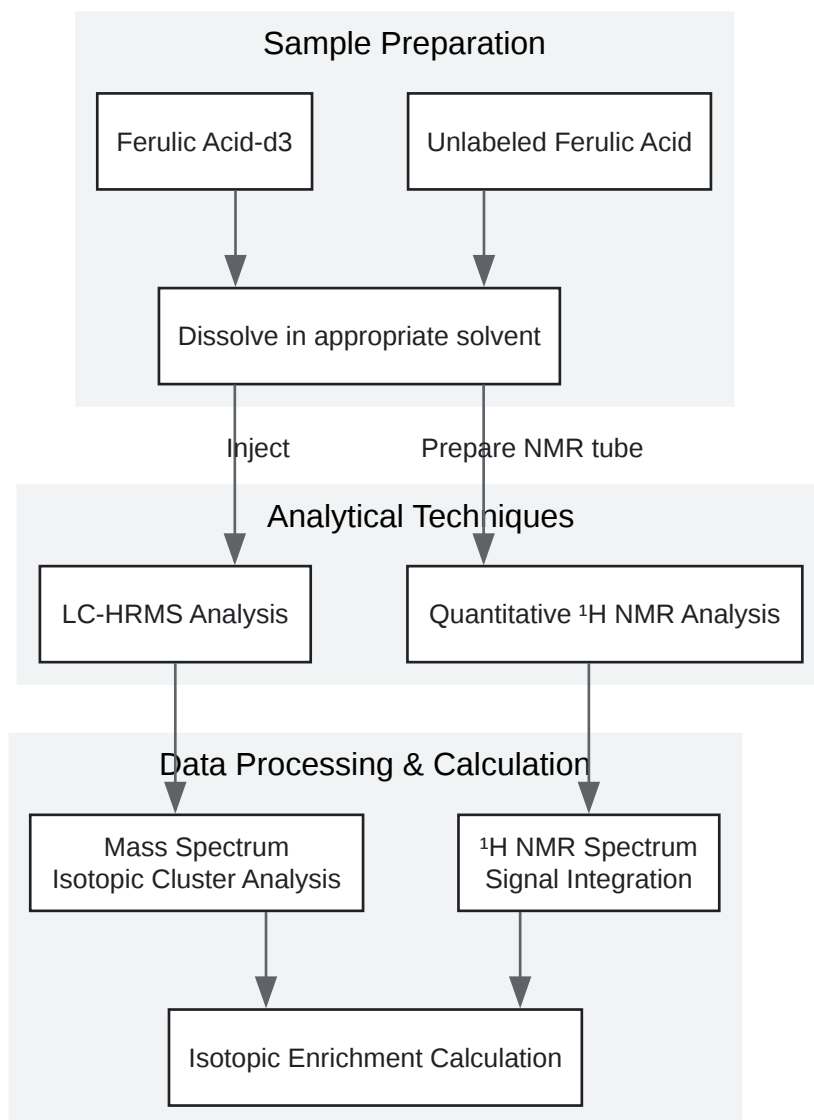 Sample Preparation
Ferulic Acid-d3
Unlabeled Ferulic Acid
Dissolve in appropriate solvent
Inject
Prepare NMR tube
Analytical Techniques
LC-HRMS Analysis
Quantitative ¹H NMR Analysis
Data Processing & Calculation
Mass Spectrum
Isotopic Cluster Analysis
¹H NMR Spectrum
Signal Integration
Isotopic Enrichment Calculation